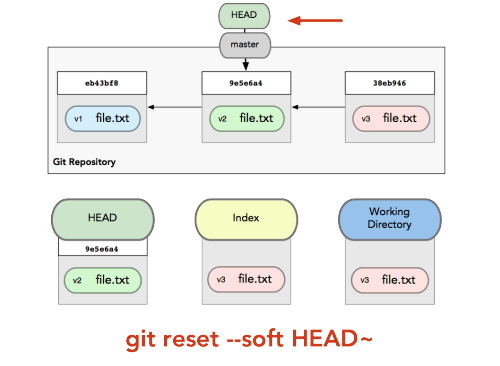 HEAD
master
eb43bf8
9e5e6a4
38eb946
v1 file.txt
v2 file.txt
v3 file.txt
Git Repository
HEAD
Index
Working
Directory
9e5e6a4
v2 file.txt
v3 file.txt
v3 file.txt
git reset --soft HEAD~